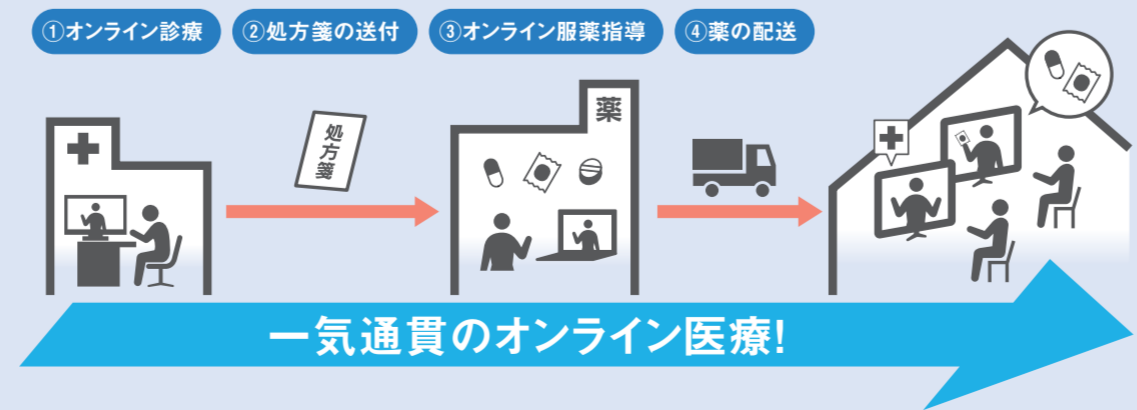 ①オンライン診療
②処方箋の送付
③オンライン服薬指導
④薬の配送
処方箋
薬
一気通貫のオンライン医療!